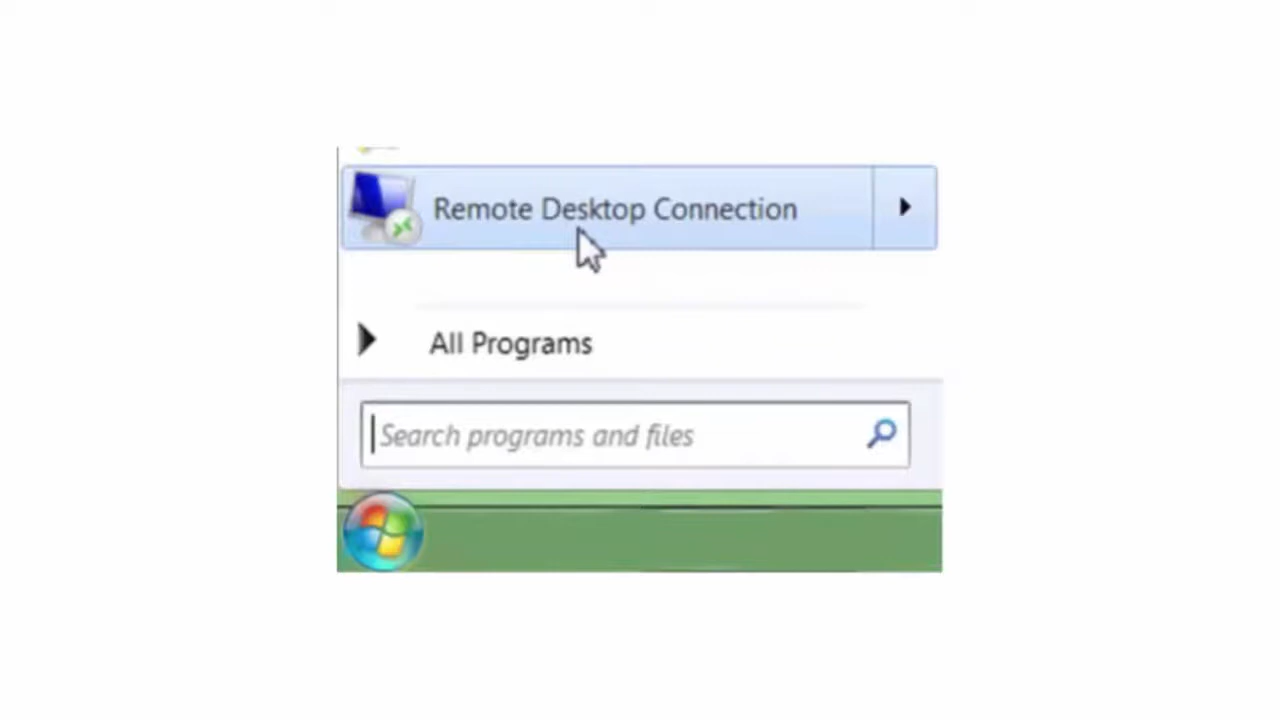 Remote Desktop Connection
All Programs
Search programs and files